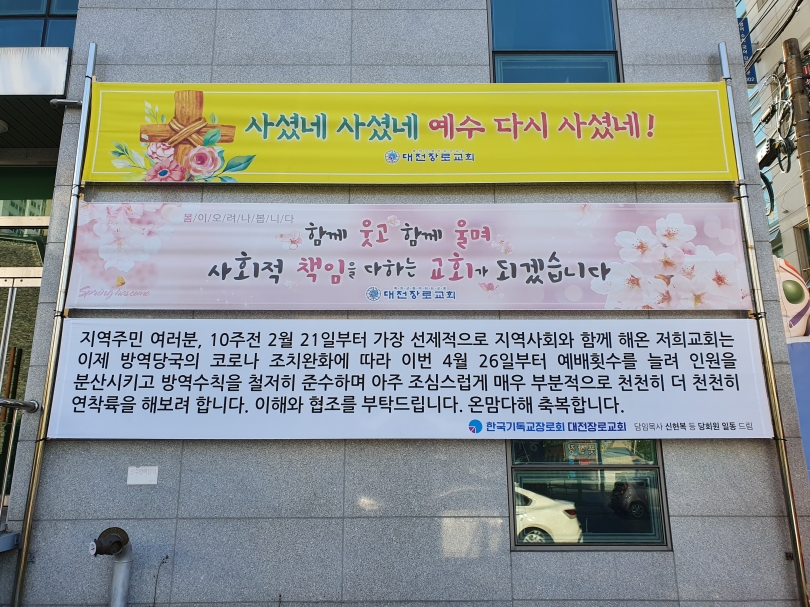 사셨네 사셨네 예수 다시 사셨네!
대전장로교회
봄/이/오/려/나/봅/니/다
함께 웃고 함께 울며
사회적 책임을 다하는 교회가 되겠습니다
대전장로교회
지역주민 여러분, 10주전 2월 21일부터 가장 선제적으로 지역사회와 함께 해온 저희교회는
이제 방역당국의 코로나 조치완화에 따라 이번 4월 26일부터 예배횟수를 늘려 인원을
분산시키고 방역수칙을 철저히 준수하며 아주 조심스럽게 매우 부분적으로 천천히 더 천천히
연착륙을 해보려 합니다. 이해와 협조를 부탁드립니다. 온맘다해 축복합니다.
한국기독교장로회 대전장로교회 담임목사 신현복 등 당회원 일동 드림